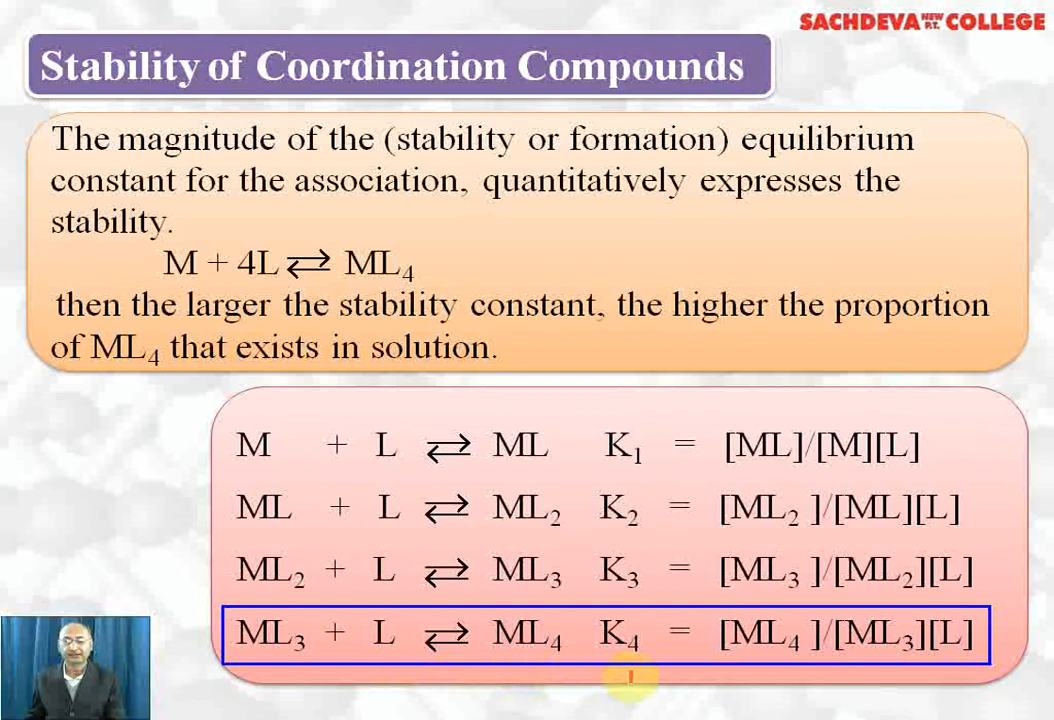 SACHDEVA NEW P.T. COLLEGE
Stability of Coordination Compounds
The magnitude of the (stability or formation) equilibrium
constant for the association, quantitatively expresses the
stability.
M + 4L ⇄ ML₄
then the larger the stability constant, the higher the proportion
of ML₄ that exists in solution.
M + L ⇄ ML K₁ = [ML]/[M][L]
ML + L ⇄ ML₂ K₂ = [ML₂ ]/[ML][L]
ML₂ + L ⇄ ML₃ K₃ = [ML₃ ]/[ML₂][L]
ML₃ + L ⇄ ML₄ K₄ = [ML₄ ]/[ML₃][L]